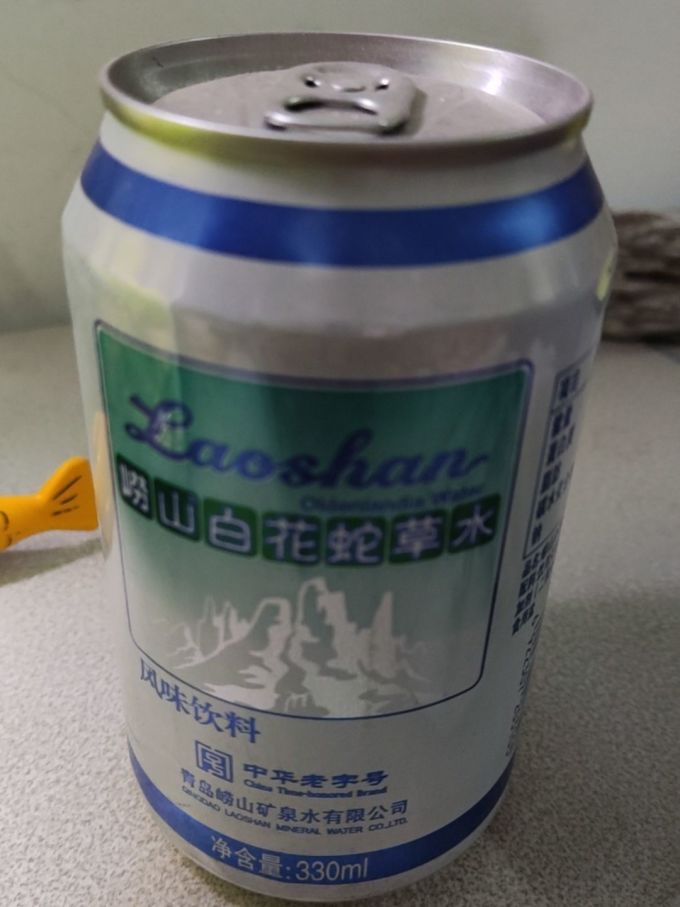 Laoshan
Oldenlandia Water
崂山白花蛇草水
风味饮料
中华老字号
China Time-honored Brand
青岛崂山矿泉水有限公司
QINGDAO LAOSHAN MINERAL WATER CO.,LTD.
净含量:330ml